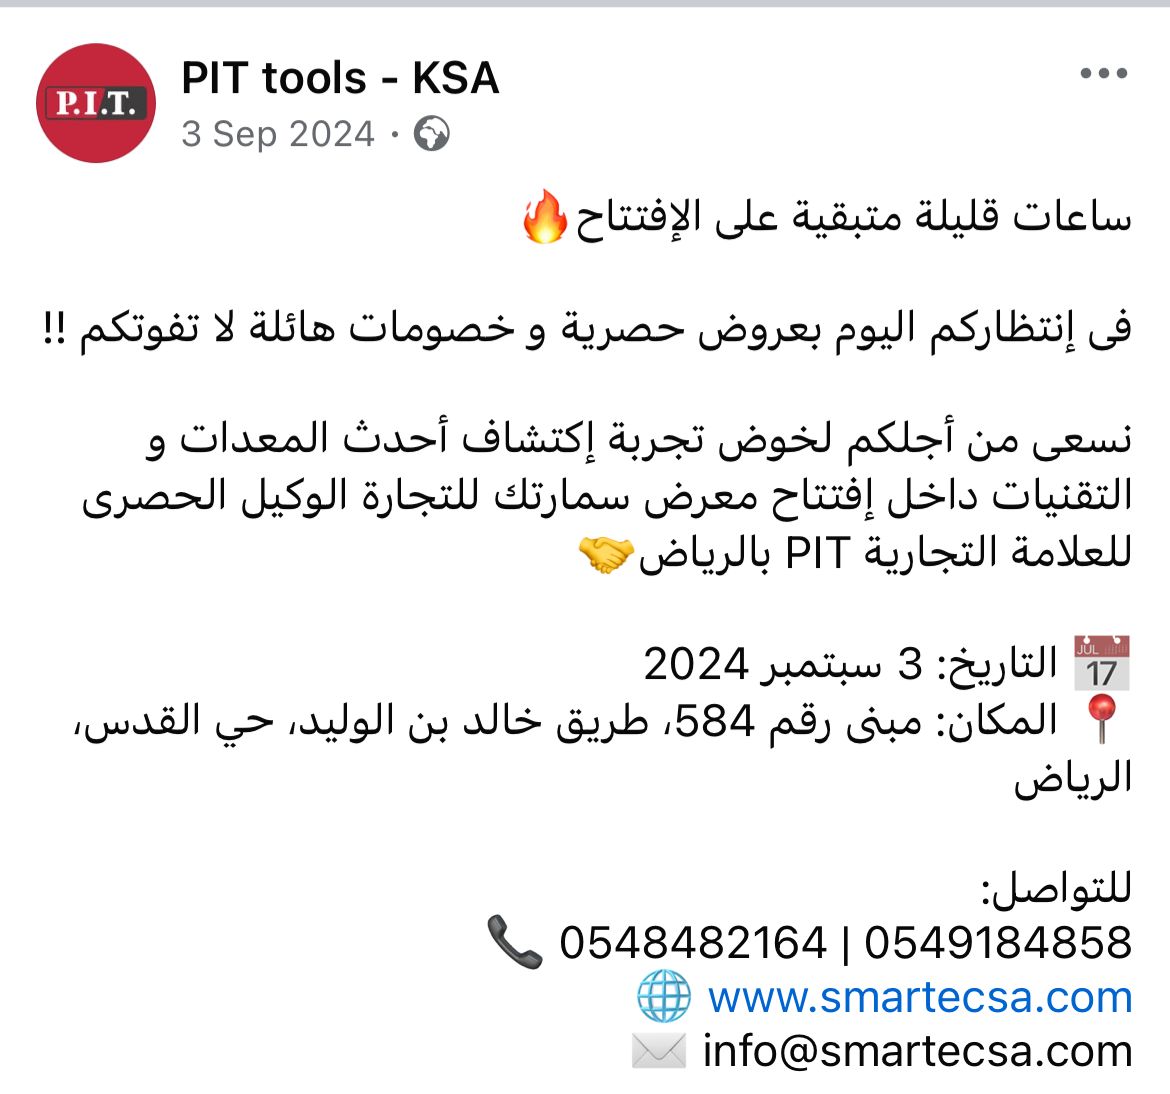 PIT tools - KSA
P.I.T.
3 Sep 2024 ·
ساعات قليلة متبقية على الإفتتاح🔥
فى إنتظاركم اليوم بعروض حصرية و خصومات هائلة لا تفوتكم !!
نسعى من أجلكم لخوض تجربة إكتشاف أحدث المعدات و
التقنيات داخل إفتتاح معرض سمارتك للتجارة الوكيل الحصرى
للعلامة التجارية PIT بالرياض🤝
📅 التاريخ: 3 سبتمبر 2024
📍 المكان: مبنى رقم 584، طريق خالد بن الوليد، حي القدس،
الرياض
للتواصل:
📞 0548482164 | 0549184858
🌐 www.smartecsa.com
✉️ info@smartecsa.com